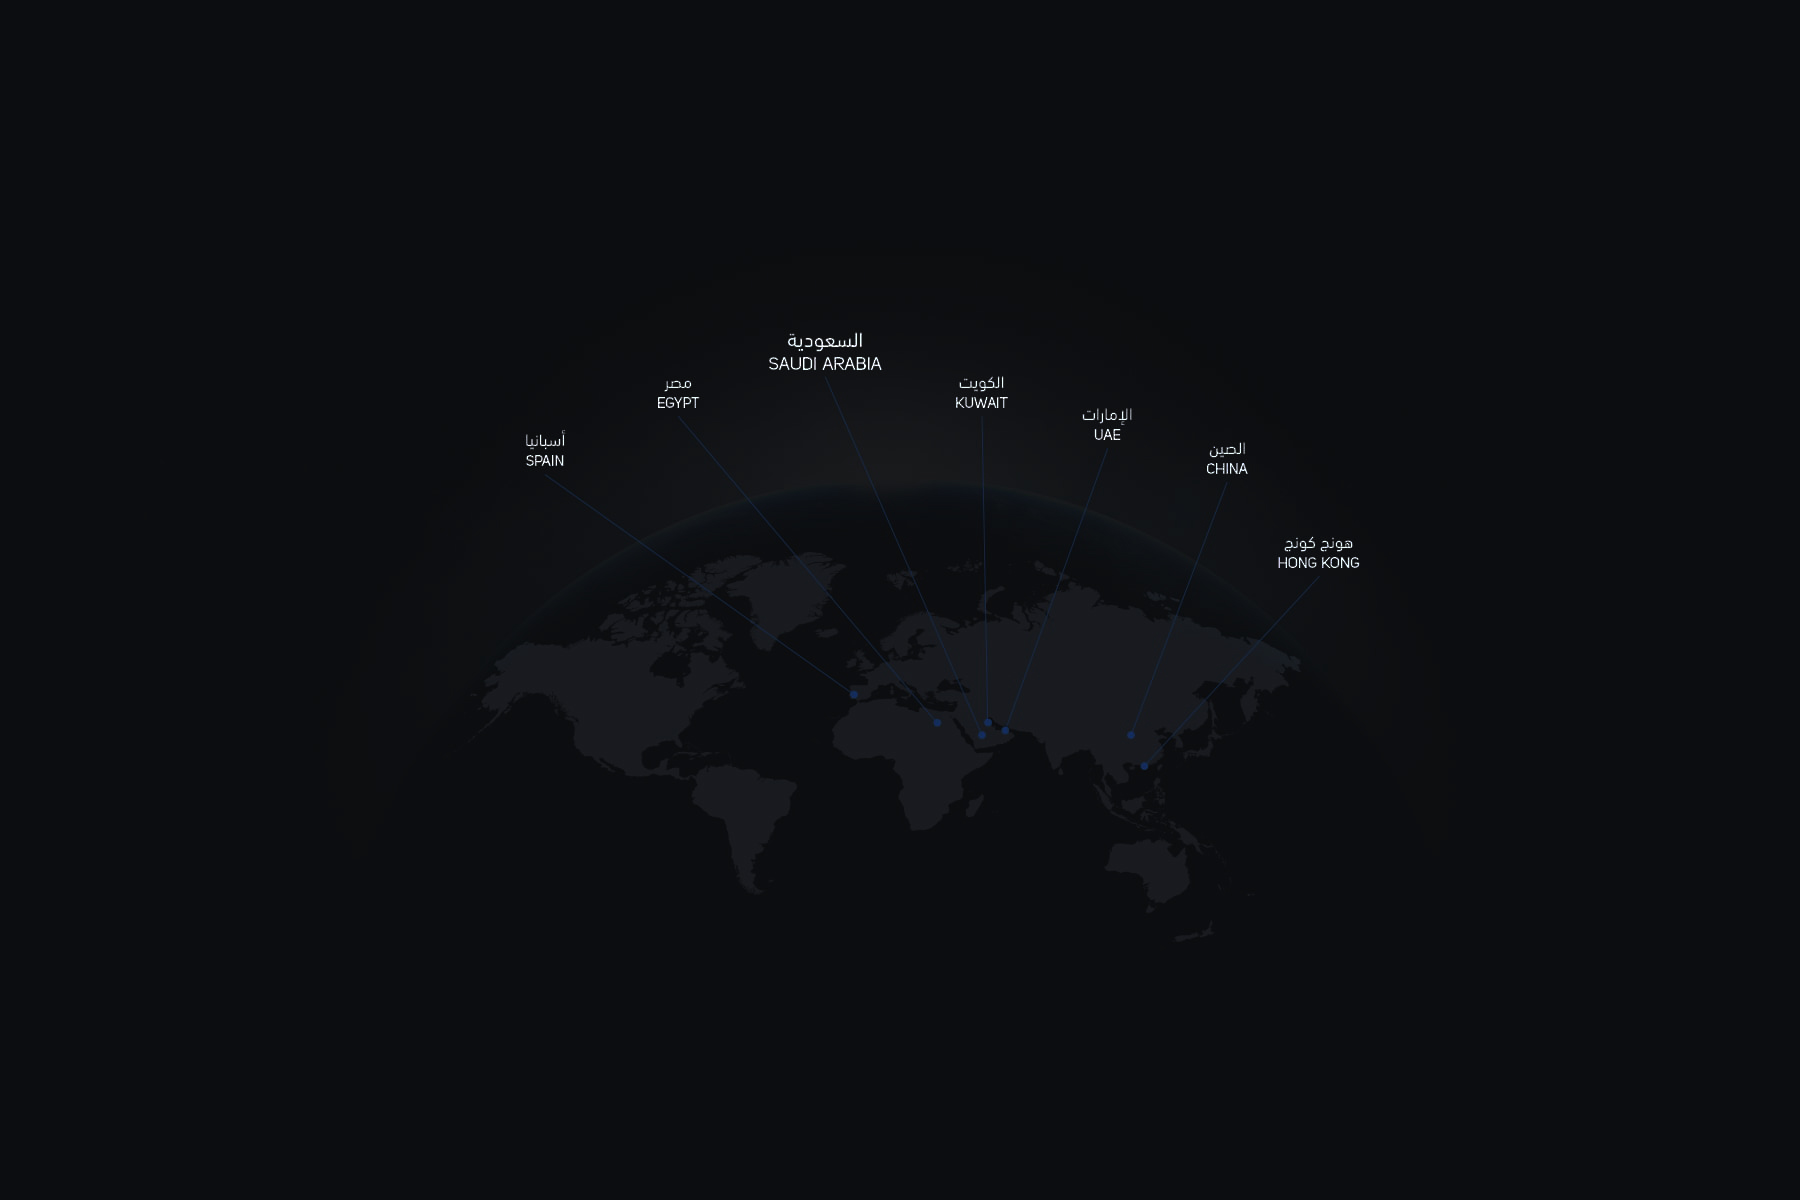 السعودية
SAUDI ARABIA
مصر
EGYPT
الكويت
KUWAIT
الإمارات
UAE
أسبانيا
SPAIN
الصين
CHINA
هونج كونج
HONG KONG